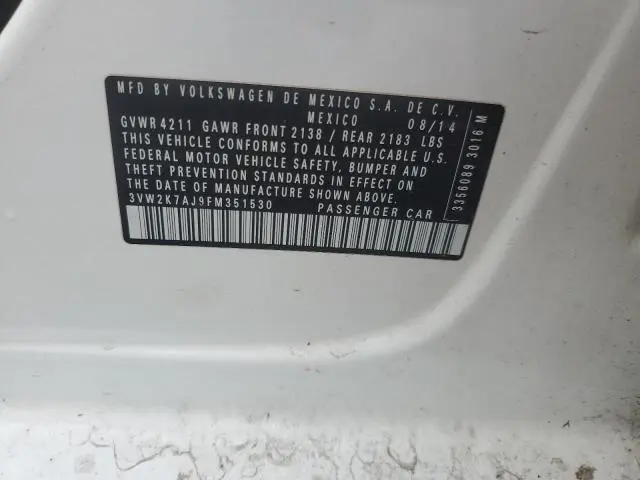 MFD BY VOLKSWAGEN DE MEXICO S.A. DE C.V.
MEXICO 08/14
GVWR 4211 GAWR FRONT 2138 / REAR 2183 LBS
THIS VEHICLE CONFORMS TO ALL APPLICABLE U.S.
FEDERAL MOTOR VEHICLE SAFETY, BUMPER AND
THEFT PREVENTION STANDARDS IN EFFECT ON
THE DATE OF MANUFACTURE SHOWN ABOVE.
3VW2K7AJ9FM351530 PASSENGER CAR
3356089 3016 M